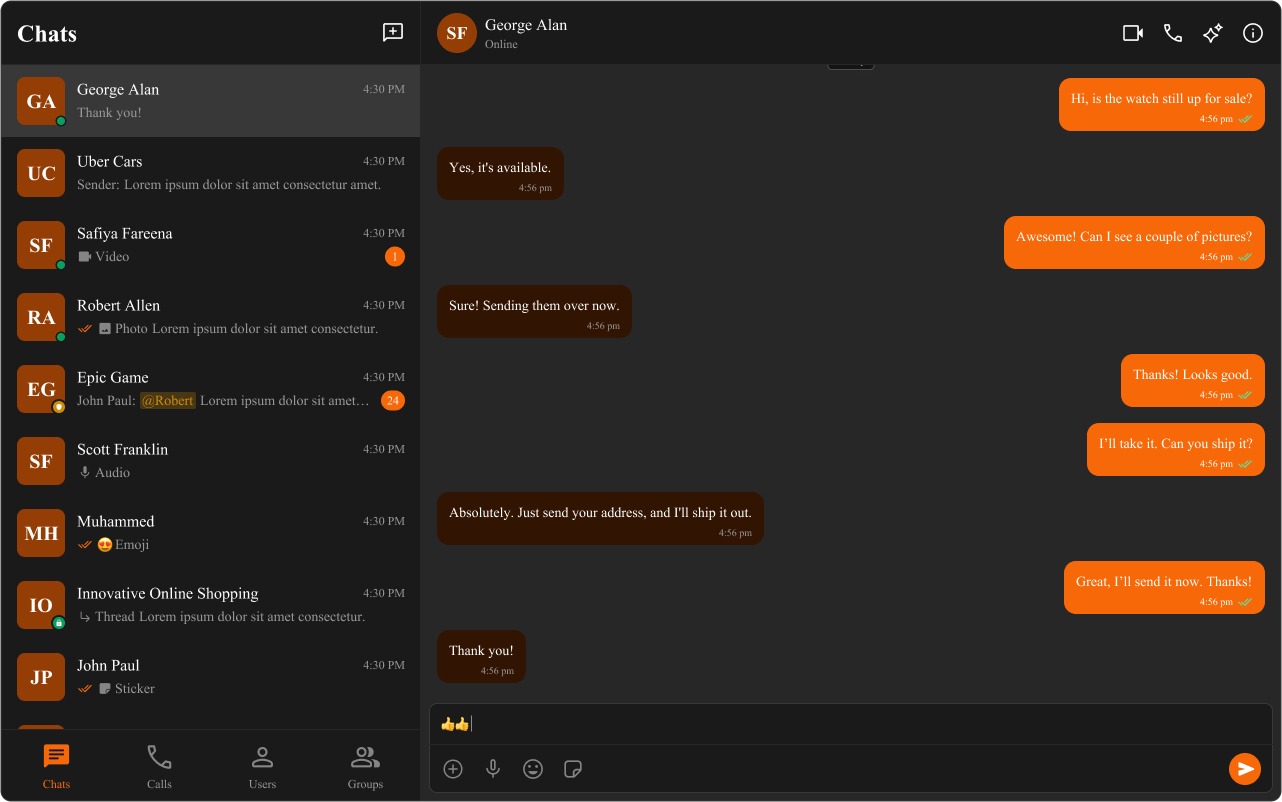 Chats
GA
George Alan
4:30 PM
Thank you!
UC
Uber Cars
4:30 PM
Sender: Lorem ipsum dolor sit amet consectetur amet.
SF
Safiya Fareena
4:30 PM
Video
1
RA
Robert Allen
4:30 PM
Photo Lorem ipsum dolor sit amet consectetur.
EG
Epic Game
4:30 PM
John Paul: @Robert Lorem ipsum dolor sit amet…
24
SF
Scott Franklin
4:30 PM
Audio
MH
Muhammed
4:30 PM
😍 Emoji
IO
Innovative Online Shopping
4:30 PM
Thread Lorem ipsum dolor sit amet consectetur.
JP
John Paul
4:30 PM
Sticker
Chats
Calls
Users
Groups
SF
George Alan
Online
Hi, is the watch still up for sale?
4:56 pm
Yes, it's available.
4:56 pm
Awesome! Can I see a couple of pictures?
4:56 pm
Sure! Sending them over now.
4:56 pm
Thanks! Looks good.
4:56 pm
I’ll take it. Can you ship it?
4:56 pm
Absolutely. Just send your address, and I'll ship it out.
4:56 pm
Great, I’ll send it now. Thanks!
4:56 pm
Thank you!
4:56 pm
👍👍